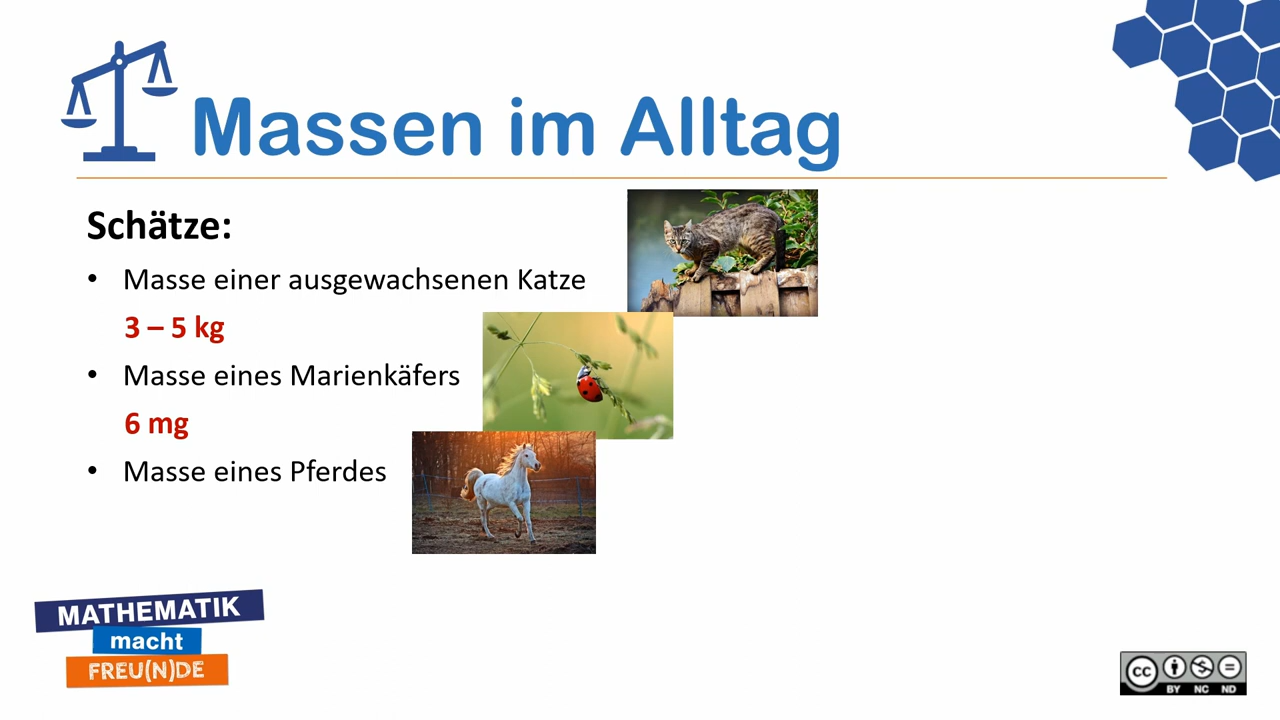 Massen im Alltag
Schätze:
• Masse einer ausgewachsenen Katze
3 – 5 kg
• Masse eines Marienkäfers
6 mg
• Masse eines Pferdes
MATHEMATIK
macht
FREU(N)DE
cc
BY NC ND